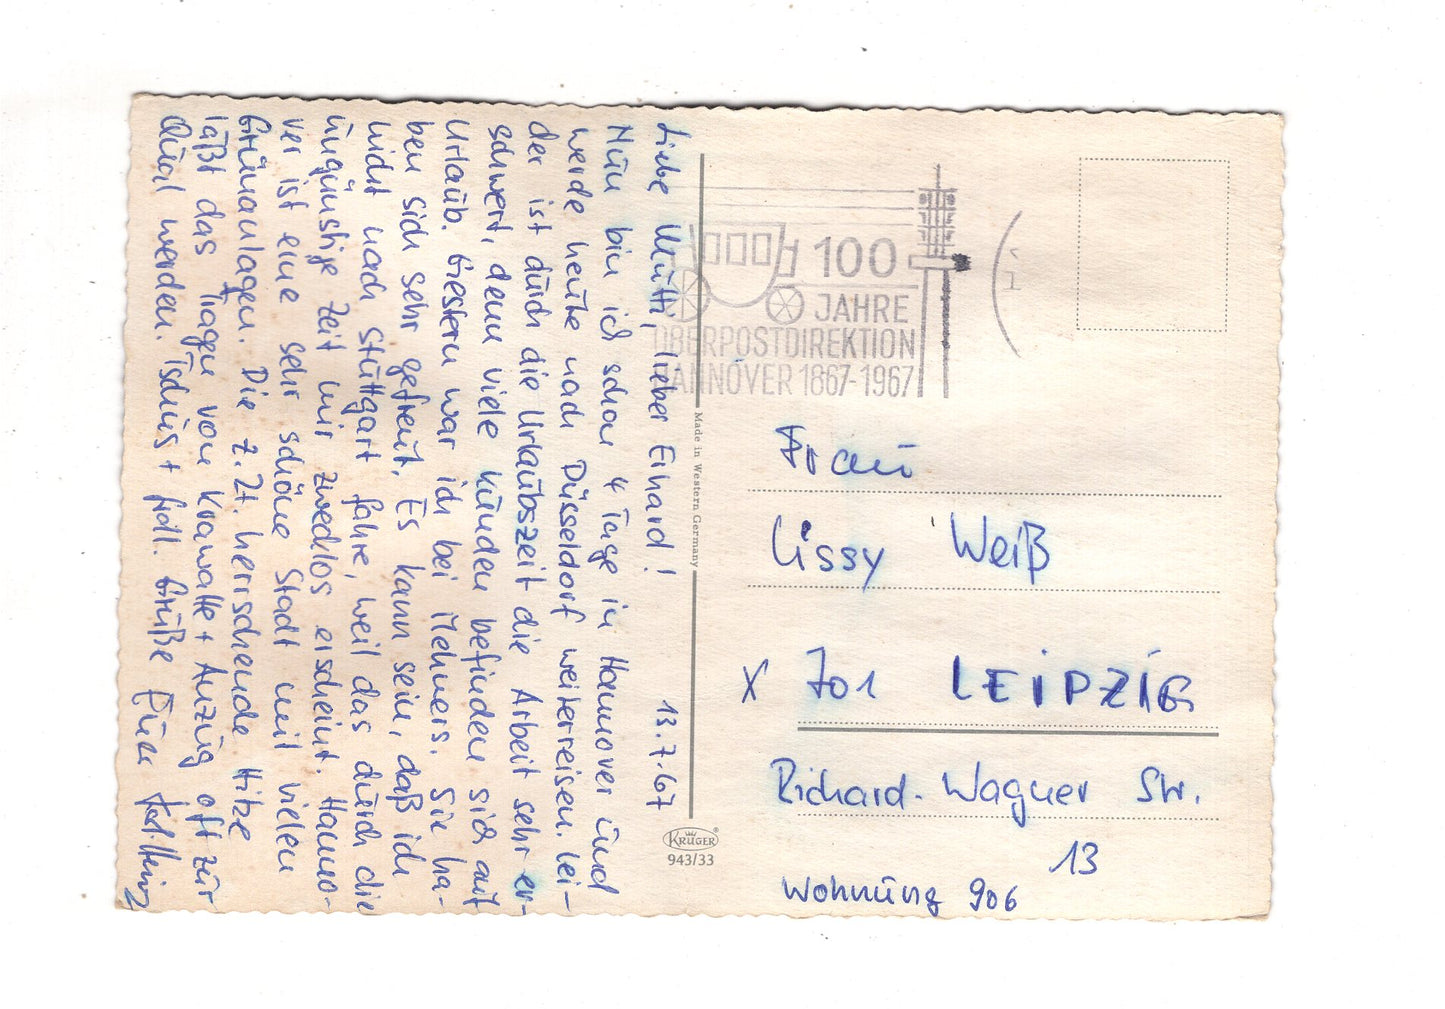 13.7.67
Liebe Mutti, lieber Eihard!
Nun bin ich schon 4 Tage in Hannover und
werde heute nach Düsseldorf weiterreisen. Lei-
der ist durch die Urlaubszeit die Arbeit sehr er-
schwert, denn viele Kunden befinden sich auf
Urlaub. Gestern war ich bei Mehners. Sie ha-
ben sich sehr gefreut. Es kann sein, daß ich
nicht nach Stuttgart fahre, weil das durch die
ungünstige Zeit mir zwecklos erscheint. Hanno-
ver ist eine sehr schöne Stadt mit vielen
Grünanlagen. Die z. Zt herrschende Hitze
läßt das Tragen von Krawatte + Anzug oft zur
Qual werden. Tschüs + frdl. Grüße Euer
100
JAHRE
OBERPOSTDIREKTION
HANNOVER 1867-1967
Made in Western Germany
KRÜGER®
943/33
Frau
Lissy Weiß
X 701 LEIPZIG
Richard-Wagner Str.
13
Wohnung 906